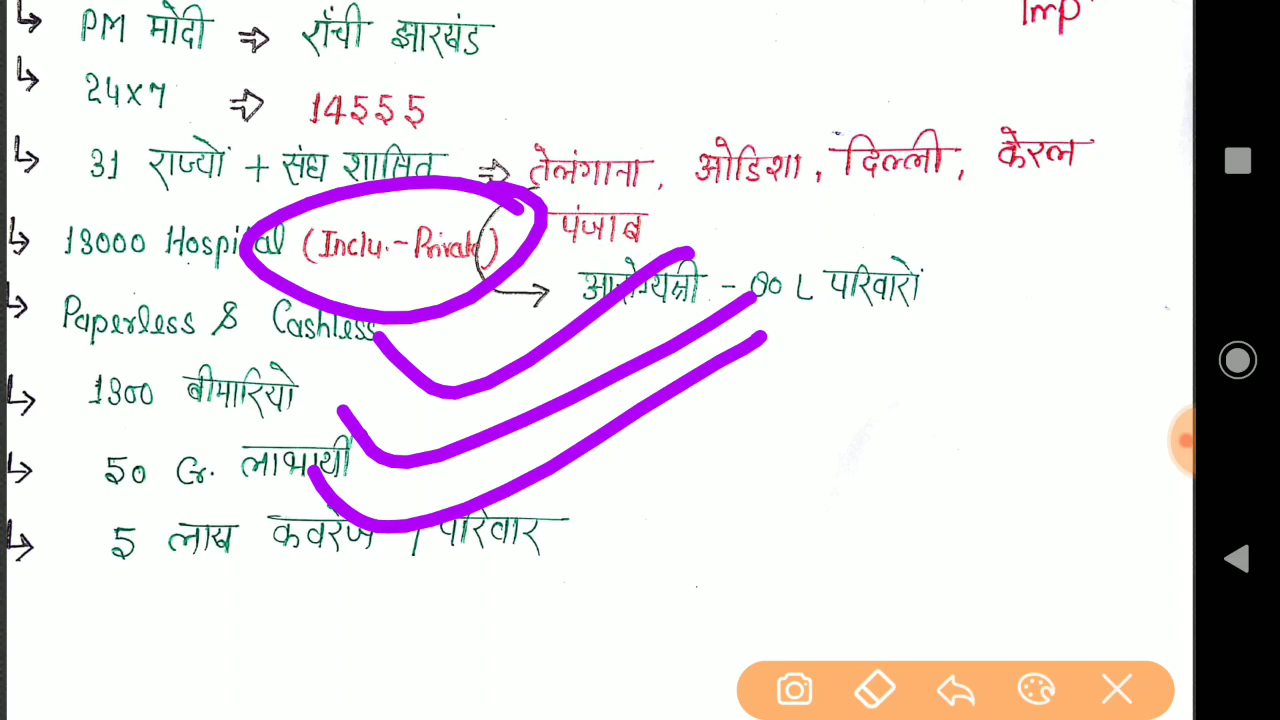 PM मोदी ⇒ राँची झारखंड
Imp
24x7 ⇒ 14555
31 राज्यों + संघ शासित ⇒ तेलंगाना, ओडिशा, दिल्ली, केरल
पंजाब
13000 Hospital (Inclu.-Private)
→ आरोग्यश्री - 80 L परिवारों
Paperless & Cashless
1300 बीमारियो
50 Cr. लाभार्थी
5 लाख कवरेज / परिवार